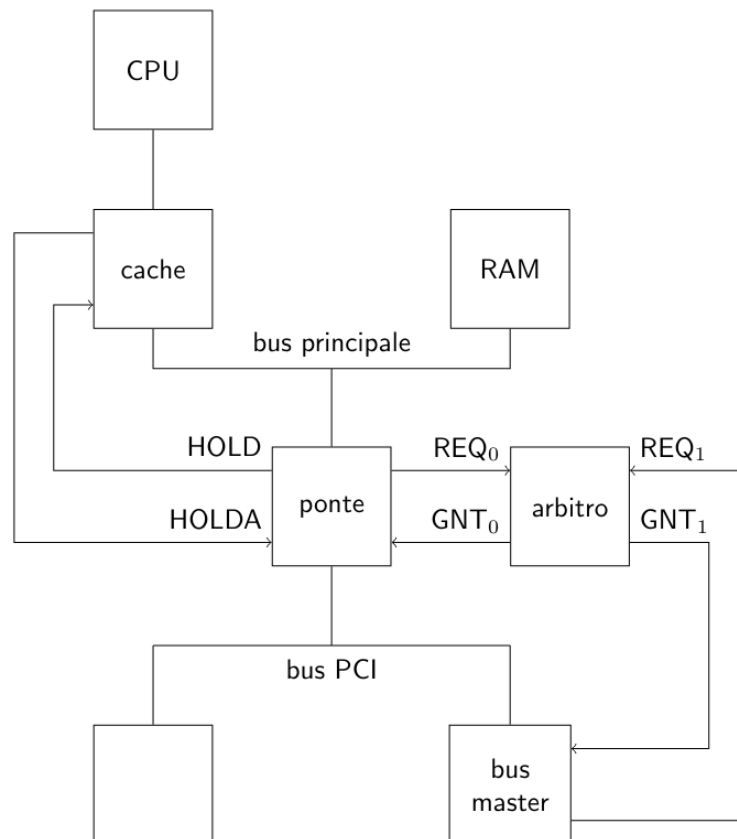 CPU
cache
RAM
bus principale
HOLD
REQ₀
REQ₁
ponte
arbitro
HOLDA
GNT₀
GNT₁
bus PCI
bus
master